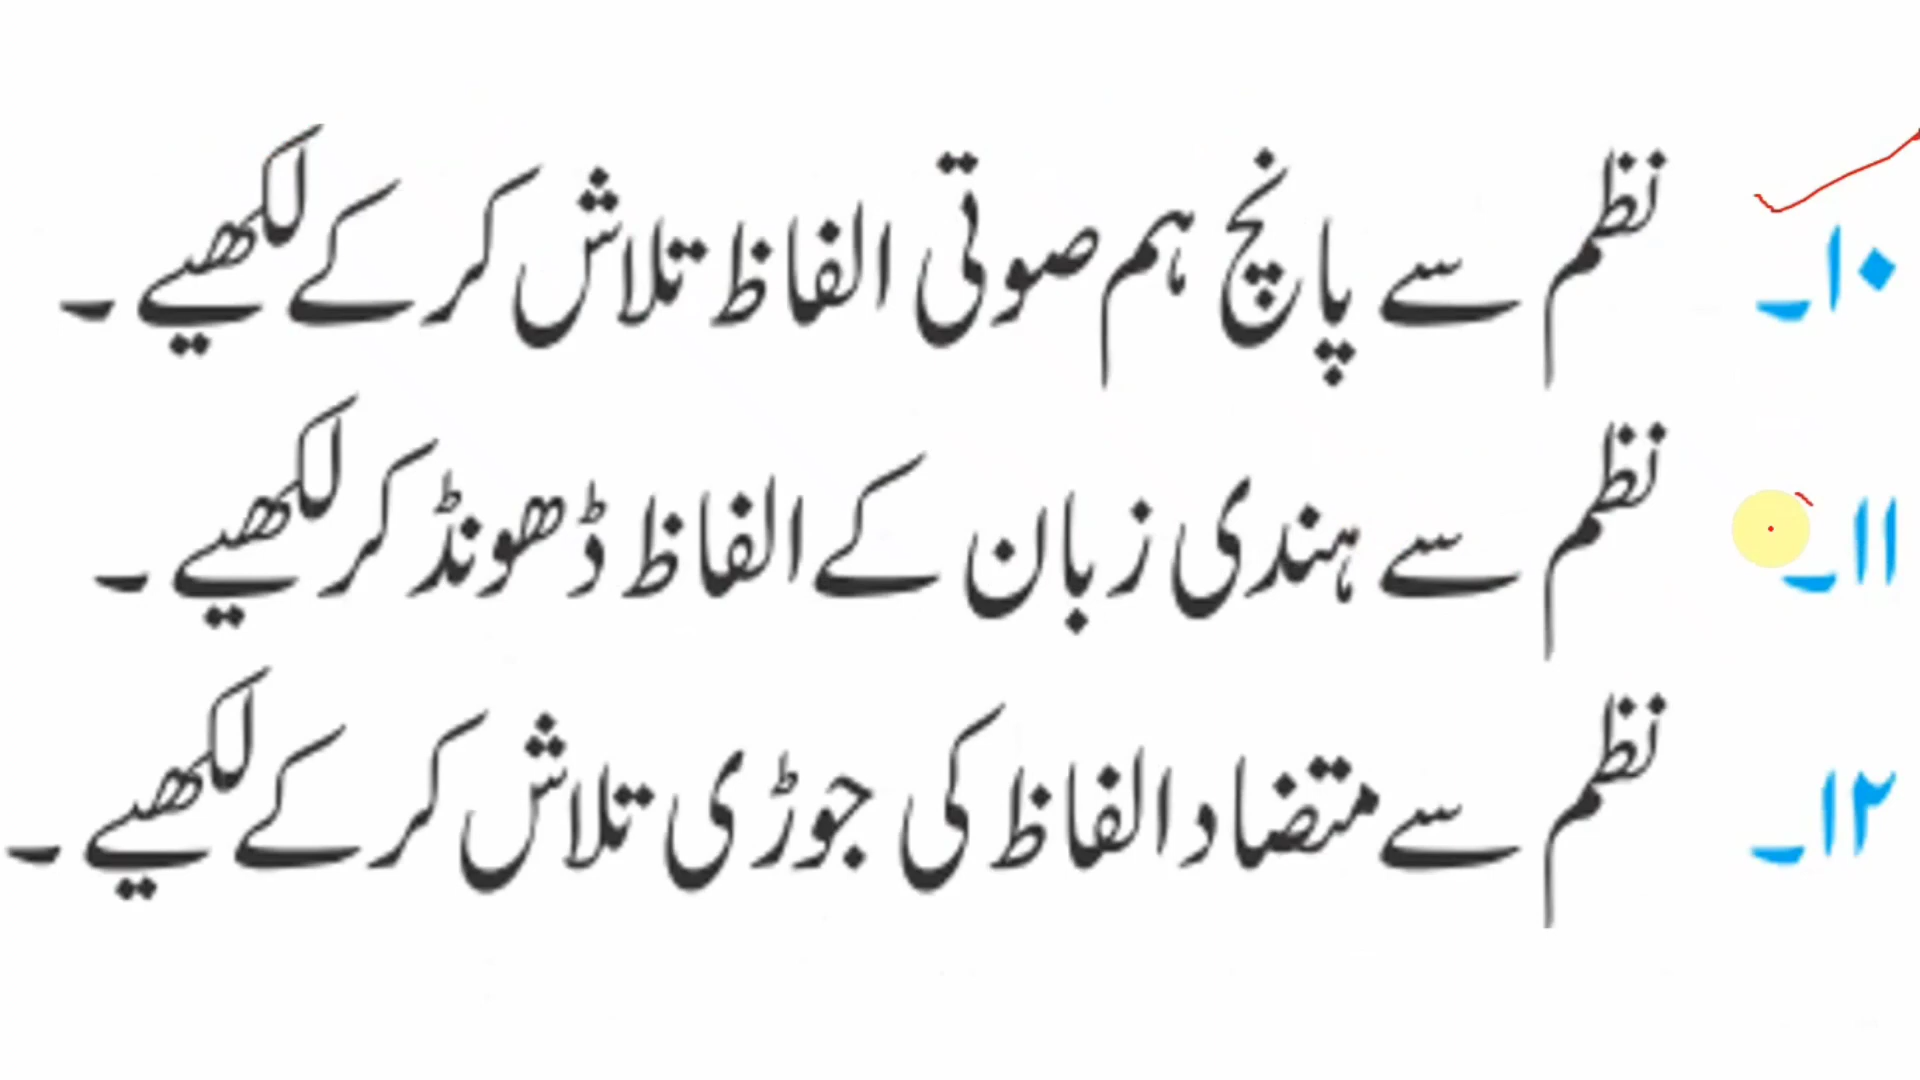 ۱۰۔ نظم سے پانچ ہم صوتی الفاظ تلاش کر کے لکھیے۔
۱۱۔ نظم سے ہندی زبان کے الفاظ ڈھونڈ کر لکھیے۔
۱۲۔ نظم سے متضاد الفاظ کی جوڑی تلاش کر کے لکھیے۔